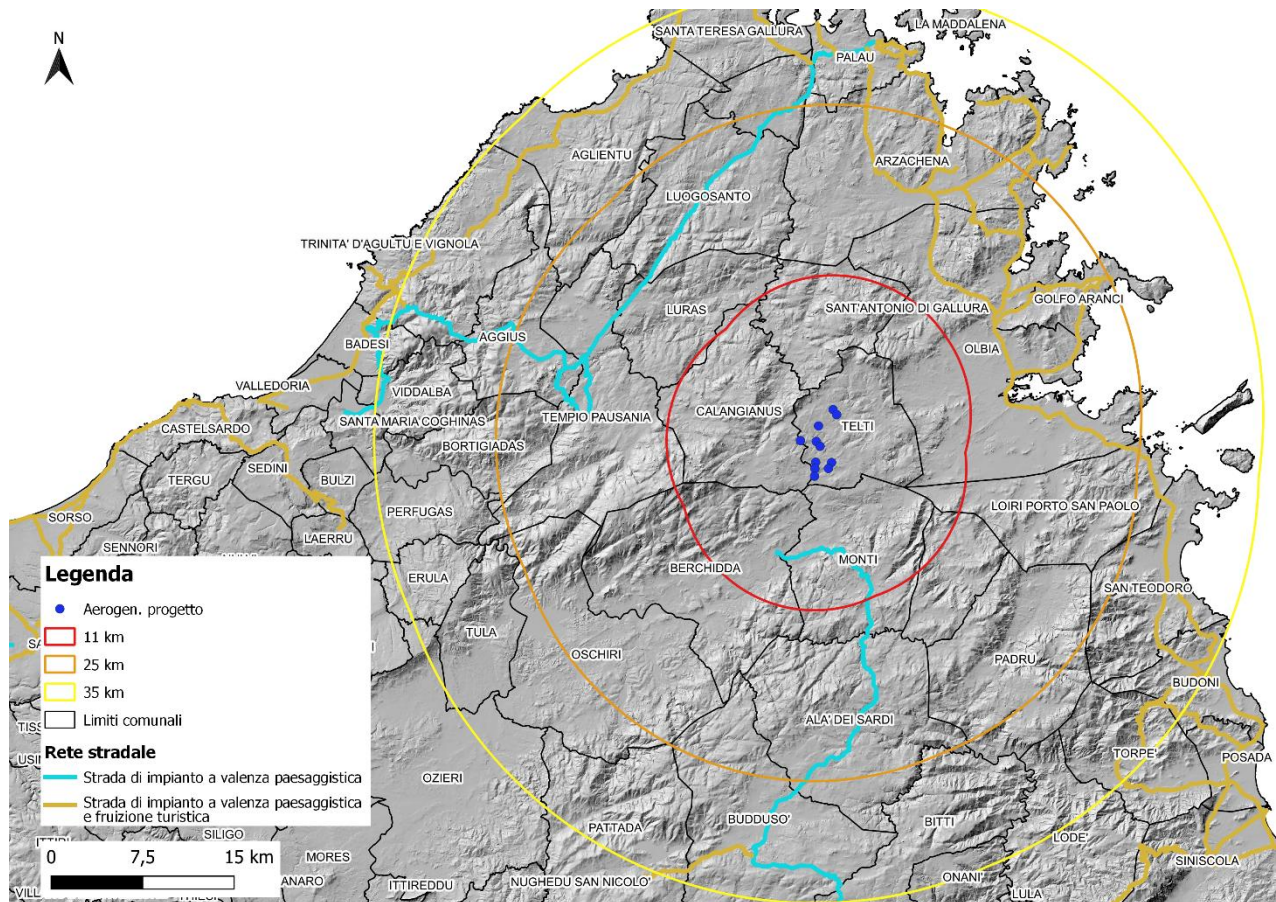 LA MADDALENA
SANTA TERESA GALLURA
N
PALAU
AGLIENTU
ARZACHENA
LUOGOSANTO
TRINITA' D'AGULTU E VIGNOLA
GOLFO ARANCI
LURAS
SANT'ANTONIO DI GALLURA
AGGIUS
BADESI
OLBIA
VALLEDORIA
VIDDALBA
CALANGIANUS
TEMPIO PAUSANIA
SANTA MARIA COGHINAS
TELTI
CASTELSARDO
BORTIGIADAS
SEDINI
TERGU
BULZI
LOIRI PORTO SAN PAOLO
PERFUGAS
SORSO
LAERRU
SENNORI
MONTI
BERCHIDDA
ERULA
SAN TEODORO
Legenda
Aerogen. progetto
11 km
25 km
35 km
Limiti comunali
Rete stradale
Strada di impianto a valenza paesaggistica
Strada di impianto a valenza paesaggistica
e fruizione turistica
0 7,5 15 km
TULA
OSCHIRI
PADRU
BUDONI
ALA' DEI SARDI
TORPE'
POSADA
OZIERI
BUDDUSO'
PATTADA
BITTI
SILIGO
LODE'
MORES
SINISCOLA
ITTIREDDU
NUGHEDU SAN NICOLO'
ONANI'
LULA